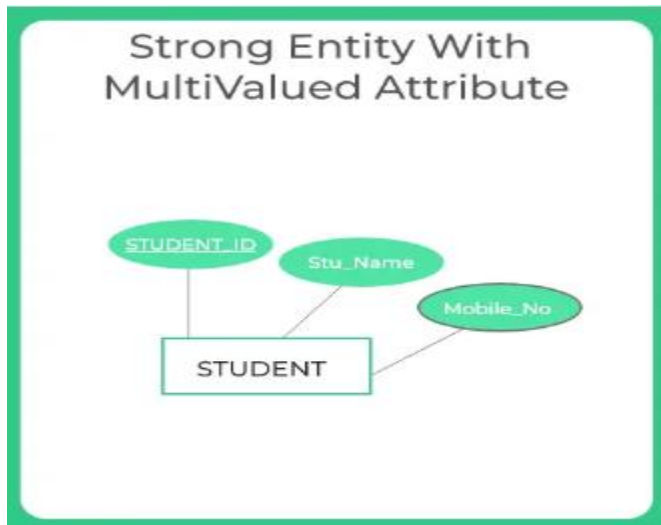 Strong Entity With
MultiValued Attribute
STUDENT_ID
Stu_Name
Mobile_No
STUDENT